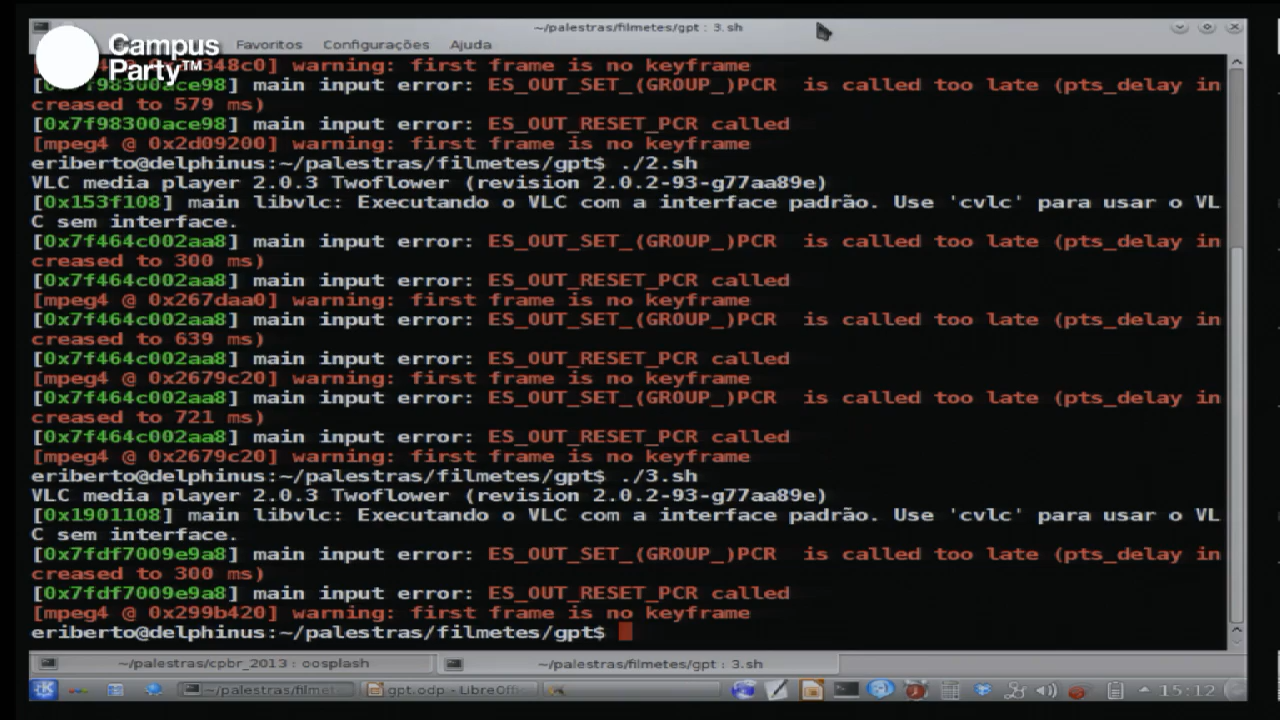 ~/palestras/filmetes/gpt : 3.sh
Campus
Party™
Favoritos Configurações Ajuda
348c0] warning: first frame is no keyframe
[0x7f98300ace98] main input error: ES_OUT_SET_(GROUP_)PCR is called too late (pts_delay in
creased to 579 ms)
[0x7f98300ace98] main input error: ES_OUT_RESET_PCR called
[mpeg4 @ 0x2d09200] warning: first frame is no keyframe
eriberto@delphinus:~/palestras/filmetes/gpt$ ./2.sh
VLC media player 2.0.3 Twoflower (revision 2.0.2-93-g77aa89e)
[0x153f108] main libvlc: Executando o VLC com a interface padrão. Use 'cvlc' para usar o VL
C sem interface.
[0x7f464c002aa8] main input error: ES_OUT_SET_(GROUP_)PCR is called too late (pts_delay in
creased to 300 ms)
[0x7f464c002aa8] main input error: ES_OUT_RESET_PCR called
[mpeg4 @ 0x267daa0] warning: first frame is no keyframe
[0x7f464c002aa8] main input error: ES_OUT_SET_(GROUP_)PCR is called too late (pts_delay in
creased to 639 ms)
[0x7f464c002aa8] main input error: ES_OUT_RESET_PCR called
[mpeg4 @ 0x2679c20] warning: first frame is no keyframe
[0x7f464c002aa8] main input error: ES_OUT_SET_(GROUP_)PCR is called too late (pts_delay in
creased to 721 ms)
[0x7f464c002aa8] main input error: ES_OUT_RESET_PCR called
[mpeg4 @ 0x2679c20] warning: first frame is no keyframe
eriberto@delphinus:~/palestras/filmetes/gpt$ ./3.sh
VLC media player 2.0.3 Twoflower (revision 2.0.2-93-g77aa89e)
[0x1901108] main libvlc: Executando o VLC com a interface padrão. Use 'cvlc' para usar o VL
C sem interface.
[0x7fdf7009e9a8] main input error: ES_OUT_SET_(GROUP_)PCR is called too late (pts_delay in
creased to 300 ms)
[0x7fdf7009e9a8] main input error: ES_OUT_RESET_PCR called
[mpeg4 @ 0x299b420] warning: first frame is no keyframe
eriberto@delphinus:~/palestras/filmetes/gpt$
~/palestras/cpbr_2013 : oosplash ~/palestras/filmetes/gpt : 3.sh
~/palestras/filmet gpt.odp - LibreOffi 15:12